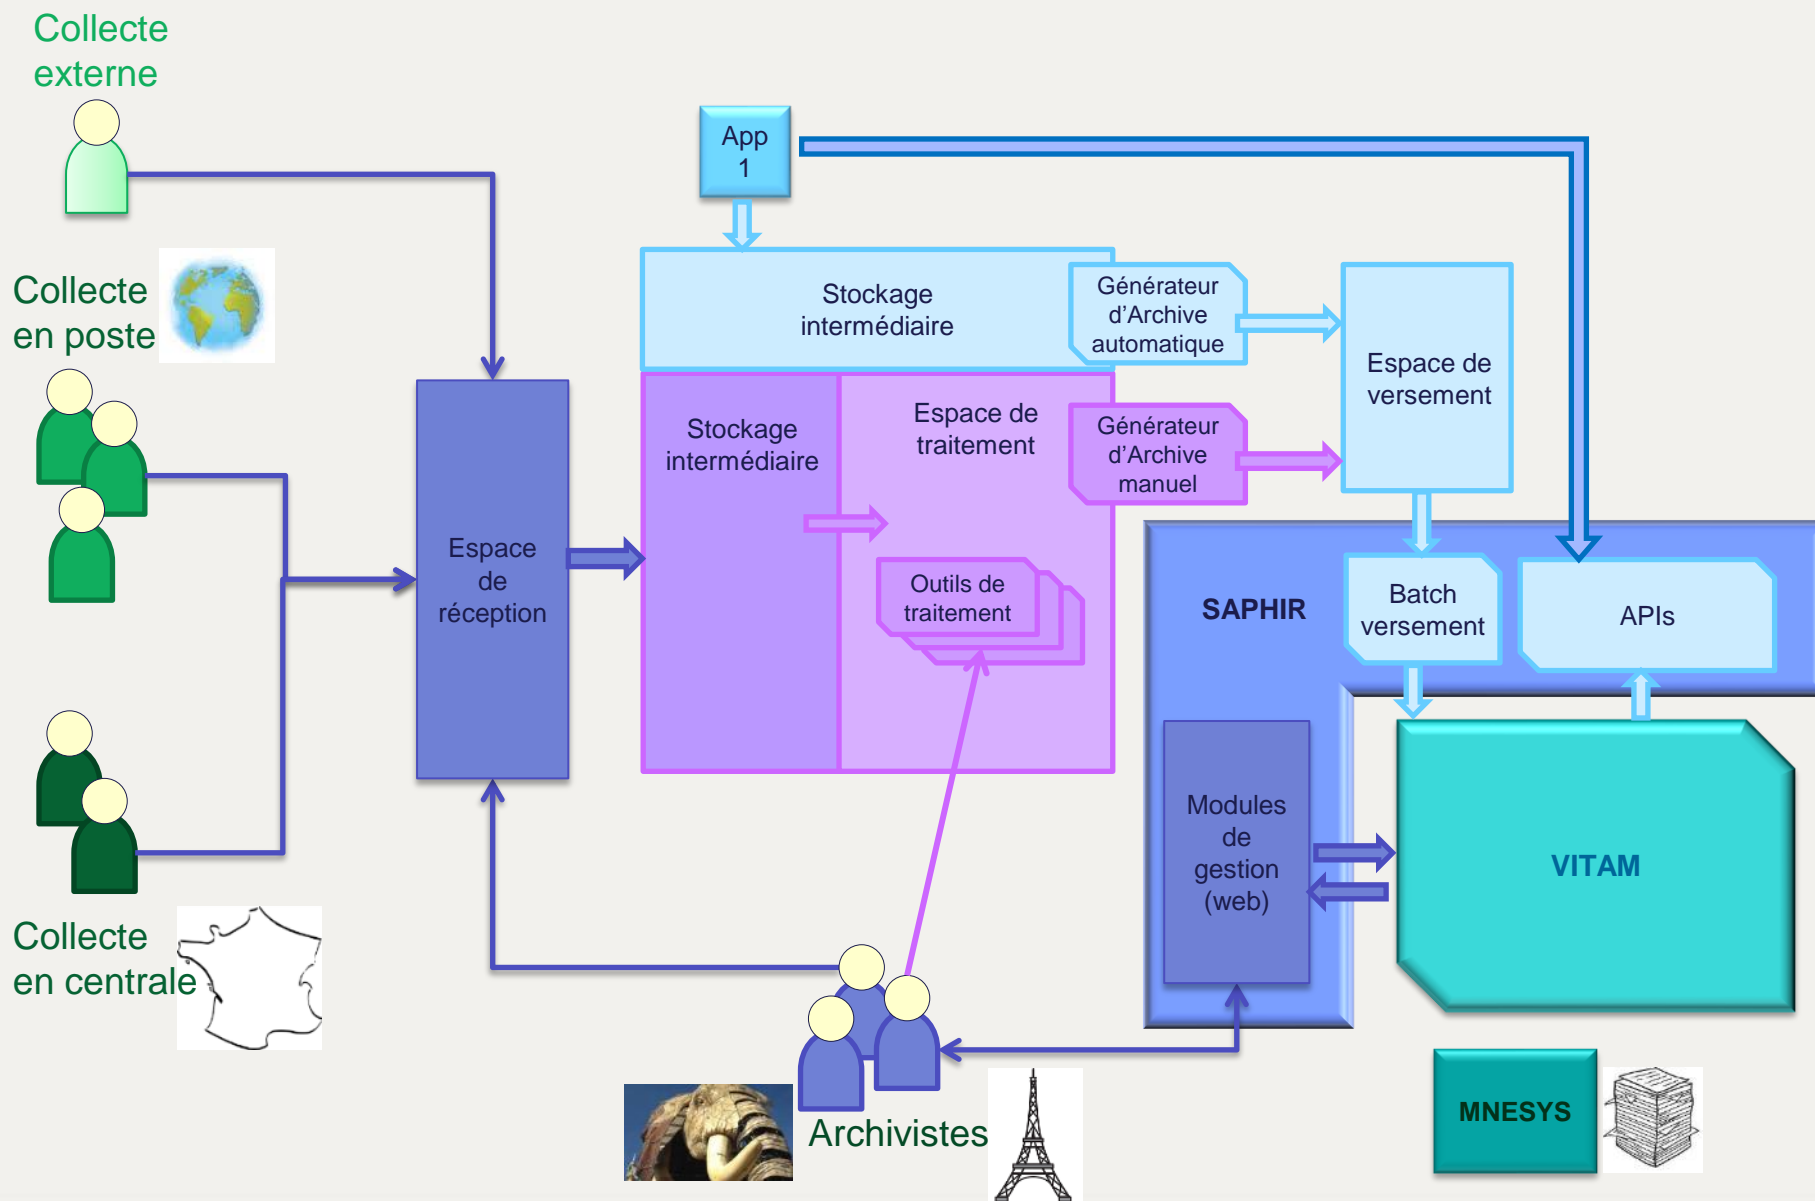 Collecte
externe
App
1
Collecte
en poste
Stockage
intermédiaire
Générateur
d'Archive
automatique
Espace de
versement
Stockage
intermédiaire
Espace de
traitement
Générateur
d'Archive
manuel
Espace
de
réception
Outils de
traitement
SAPHIR
Batch
versement
APIs
Modules
de
gestion
(web)
VITAM
Collecte
en centrale
Archivistes
MNESYS